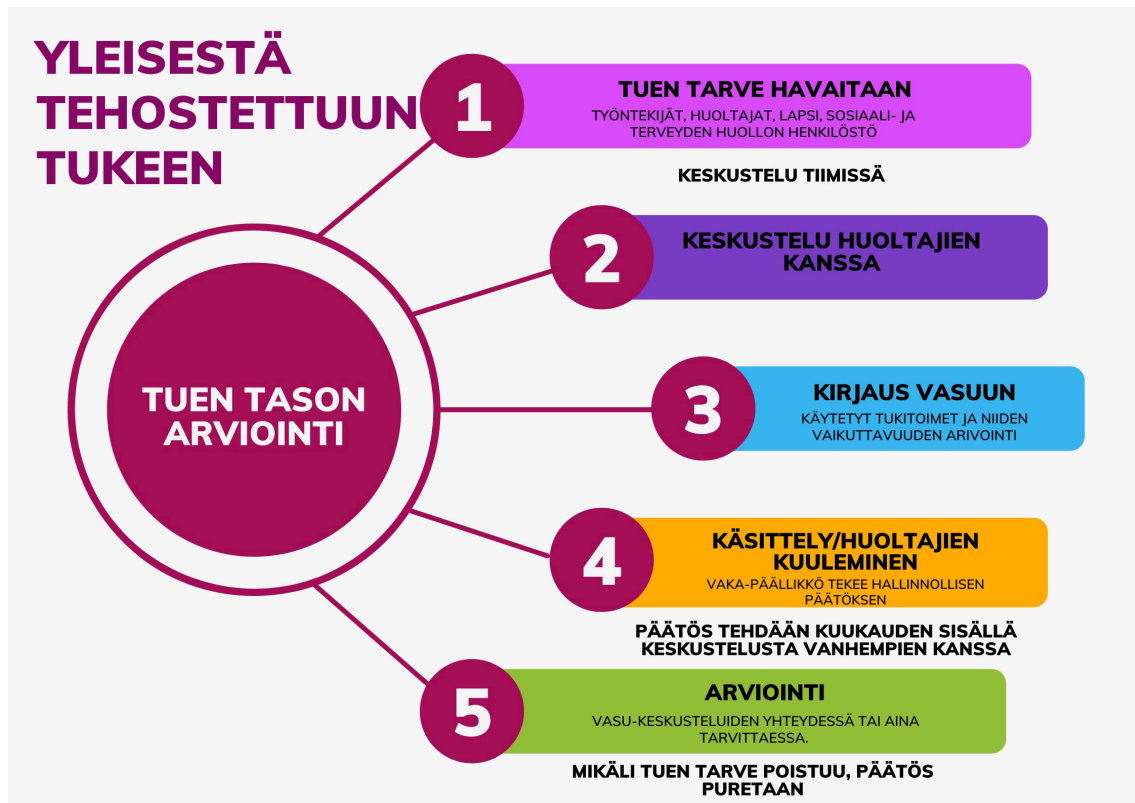 YLEISESTÄ
TEHOSTETTUUN
TUKEEN
TUEN TASON
ARVIOINTI
1
TUEN TARVE HAVAITAAN
TYÖNTEKIJÄT, HUOLTAJAT, LAPSI, SOSIAALI- JA
TERVEYDEN HUOLLON HENKILÖSTÖ
KESKUSTELU TIIMISSÄ
2
KESKUSTELU HUOLTAJIEN
KANSSA
3
KIRJAUS VASUUN
KÄYTETYT TUKITOIMET JA NIIDEN
VAIKUTTAVUUDEN ARIVOINTI
4
KÄSITTELY/HUOLTAJIEN
KUULEMINEN
VAKA-PÄÄLLIKKÖ TEKEE HALLINNOLLISEN
PÄÄTÖKSEN
PÄÄTÖS TEHDÄÄN KUUKAUDEN SISÄLLÄ
KESKUSTELUSTA VANHEMPIEN KANSSA
5
ARVIOINTI
VASU-KESKUSTELUIDEN YHTEYDESSÄ TAI AINA
TARVITTAESSA.
MIKÄLI TUEN TARVE POISTUU, PÄÄTÖS
PURETAAN